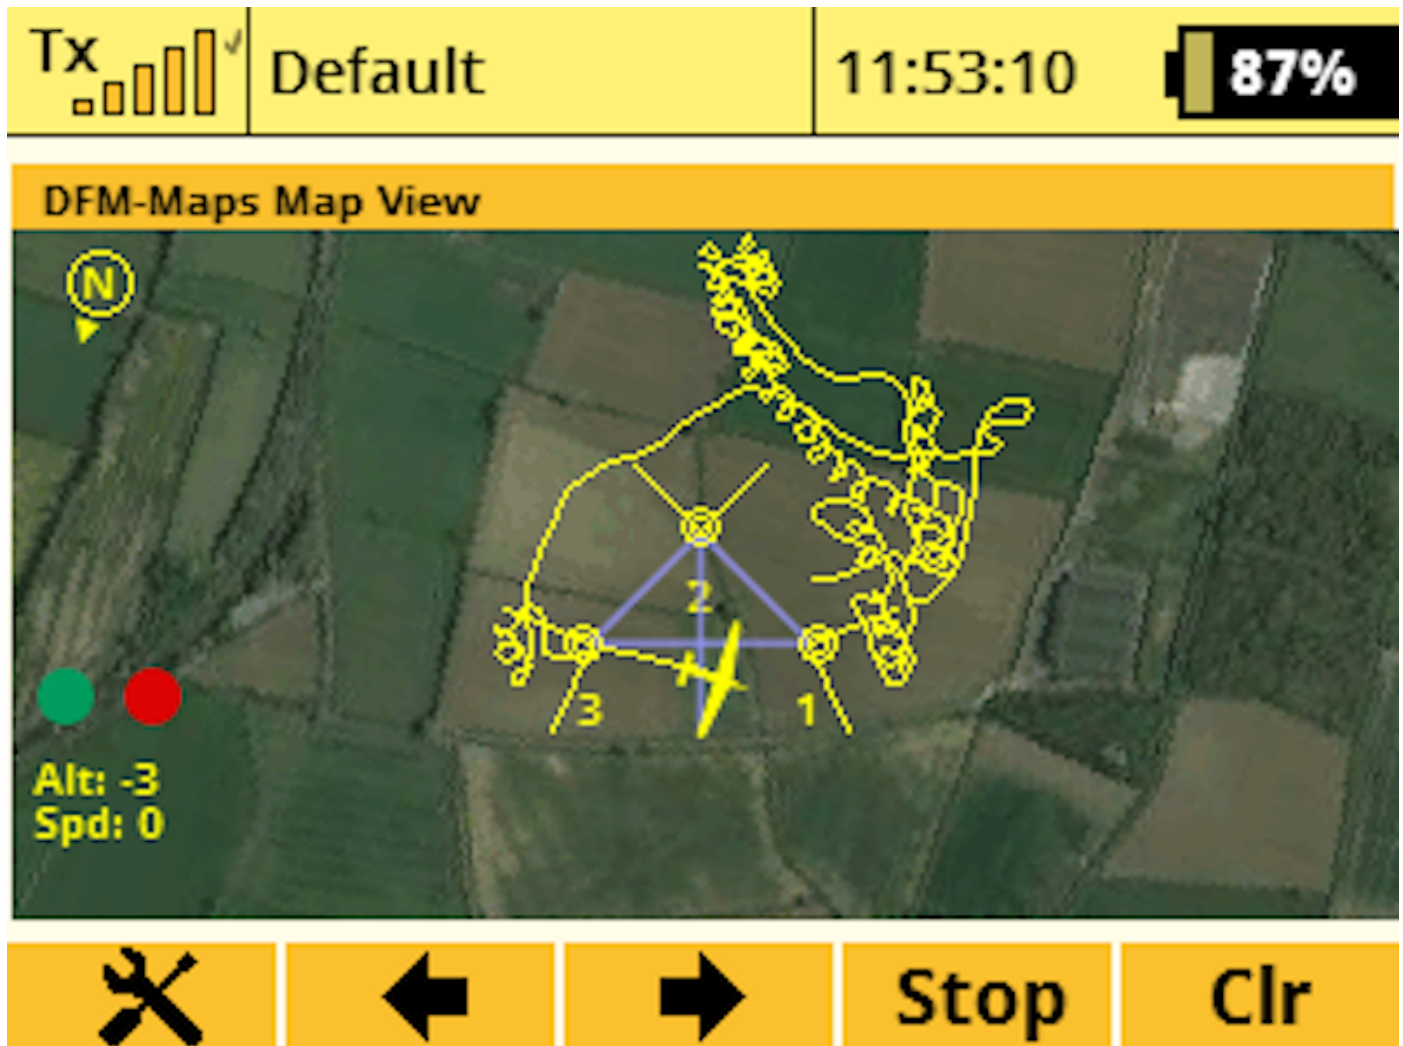 Tx Default 11:53:10 87%
DFM-Maps Map View
N
2
3 1
Alt: -3
Spd: 0
Stop Clr